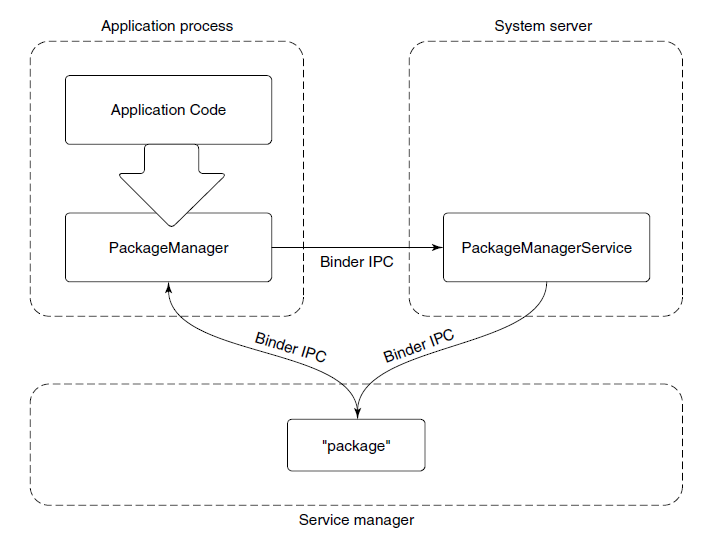 Application process
System server
Application Code
PackageManager
Binder IPC
PackageManagerService
Binder IPC
Binder IPC
"package"
Service manager